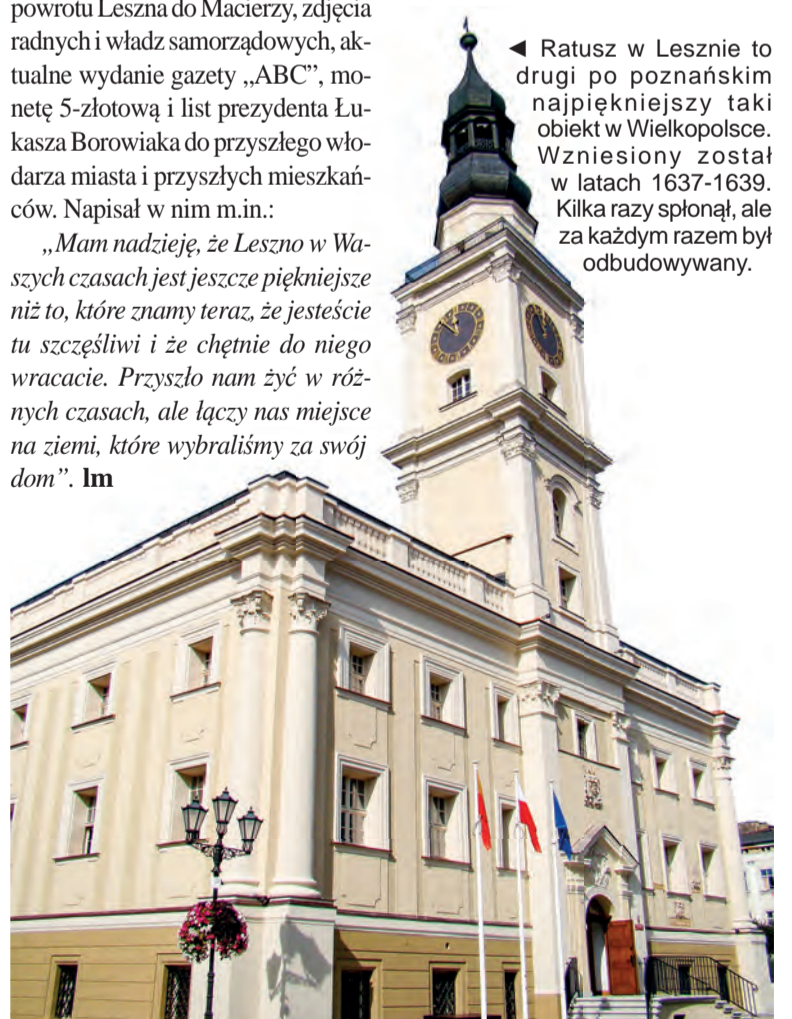 powrotu Leszna do Macierzy, zdjęcia
radnych i władz samorządowych, ak-
tualne wydanie gazety „ABC”, mo-
netę 5-złotową i list prezydenta Łu-
kasza Borowiaka do przyszłego wło-
darza miasta i przyszłych mieszkań-
ców. Napisał w nim m.in.:
„Mam nadzieję, że Leszno w Wa-
szych czasach jest jeszcze piękniejsze
niż to, które znamy teraz, że jesteście
tu szczęśliwi i że chętnie do niego
wracacie. Przyszło nam żyć w róż-
nych czasach, ale łączy nas miejsce
na ziemi, które wybraliśmy za swój
dom”. lm
◄ Ratusz w Lesznie to
drugi po poznańskim
najpiękniejszy taki
obiekt w Wielkopolsce.
Wzniesiony został
w latach 1637-1639.
Kilka razy spłonął, ale
za każdym razem był
odbudowywany.